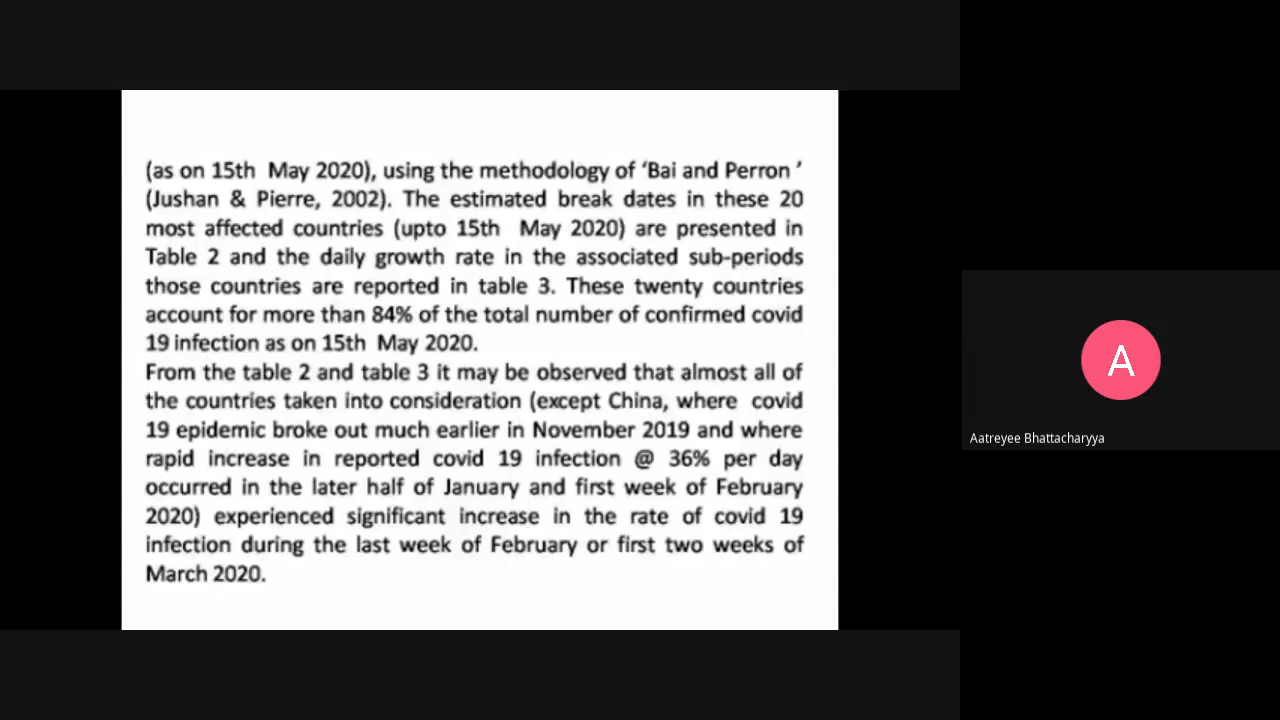 (as on 15th May 2020), using the methodology of ‘Bai and Perron ’
(Jushan & Pierre, 2002). The estimated break dates in these 20
most affected countries (upto 15th May 2020) are presented in
Table 2 and the daily growth rate in the associated sub-periods
those countries are reported in table 3. These twenty countries
account for more than 84% of the total number of confirmed covid
19 infection as on 15th May 2020.
From the table 2 and table 3 it may be observed that almost all of
the countries taken into consideration (except China, where covid
19 epidemic broke out much earlier in November 2019 and where
rapid increase in reported covid 19 infection @ 36% per day
occurred in the later half of January and first week of February
2020) experienced significant increase in the rate of covid 19
infection during the last week of February or first two weeks of
March 2020.
A
Aatreyee Bhattacharyya